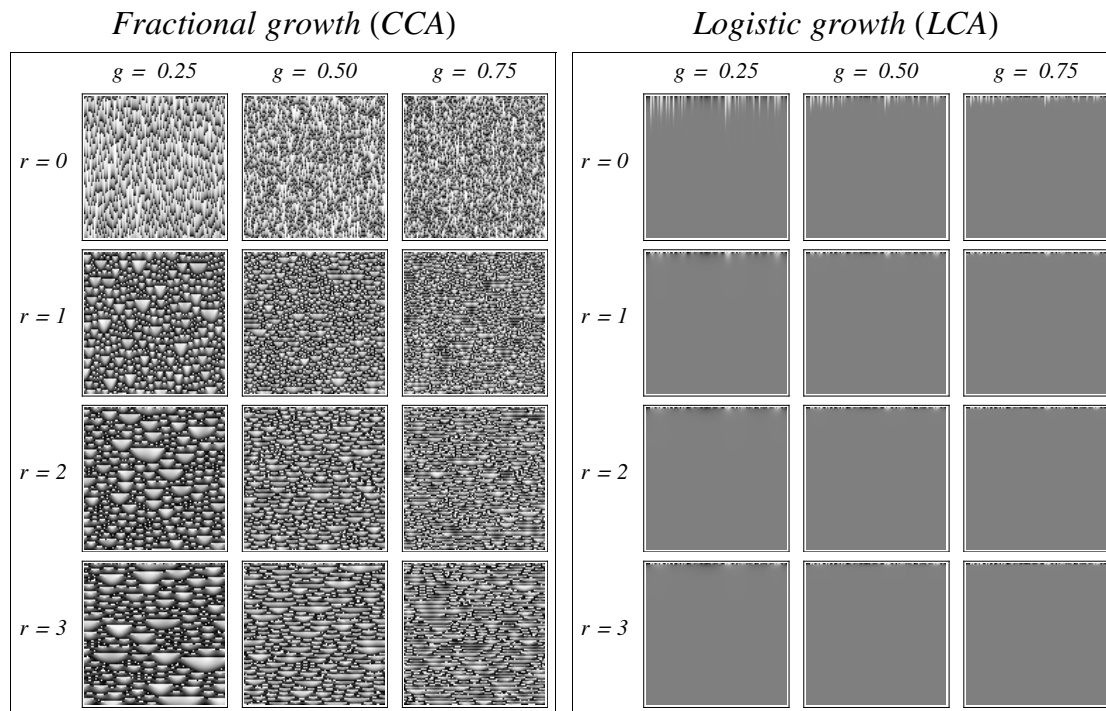 Fractional growth (CCA)
g = 0.25 g = 0.50 g = 0.75
r = 0
r = 1
r = 2
r = 3
Logistic growth (LCA)
g = 0.25 g = 0.50 g = 0.75
r = 0
r = 1
r = 2
r = 3